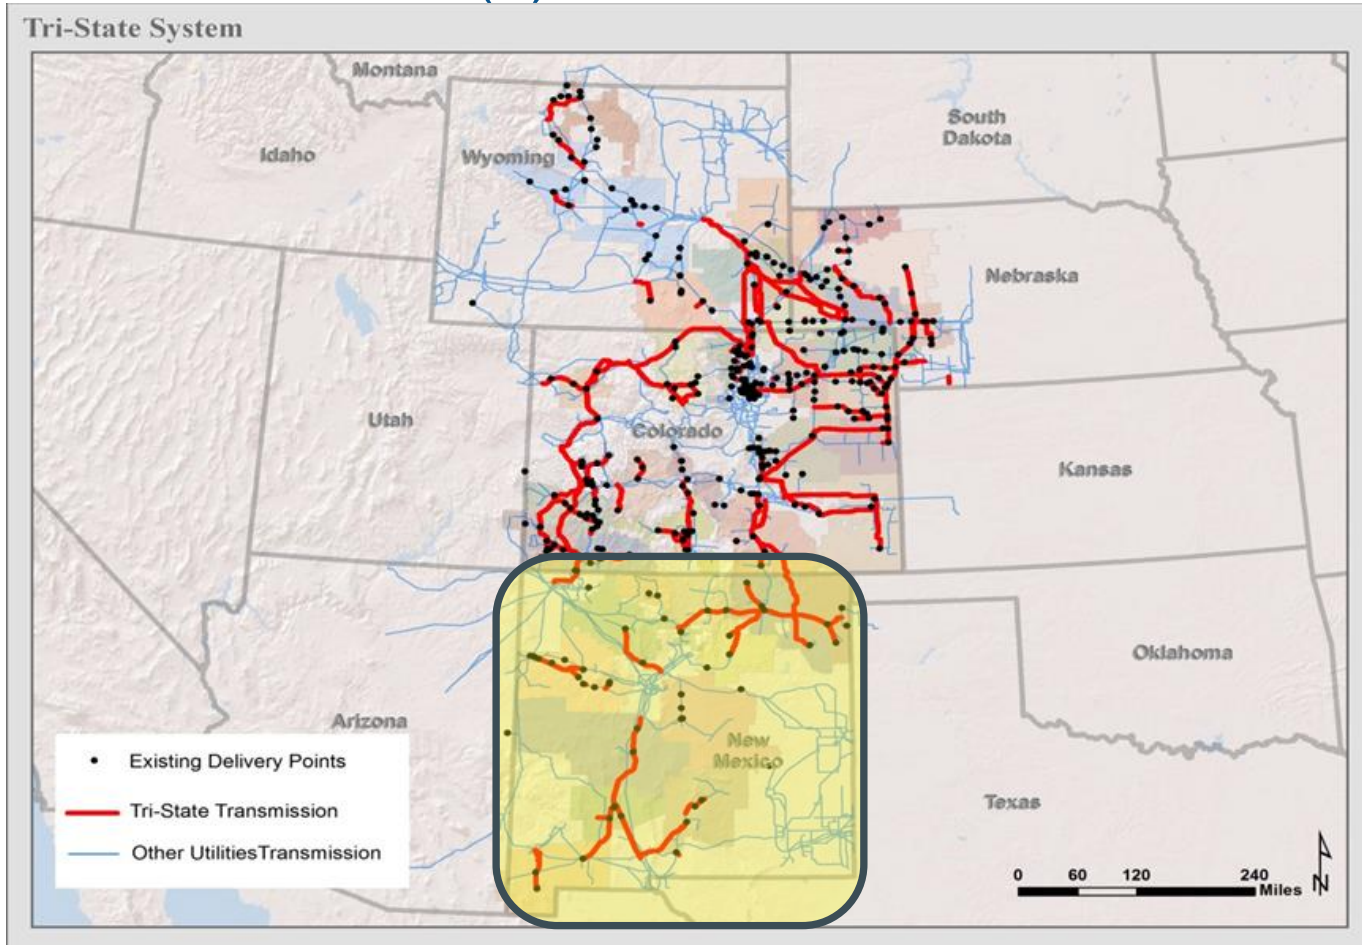 Tri-State System
Montana
South
Dakota
Idaho
Wyoming
Nebraska
Utah
Colorado
Kansas
Oklahoma
Arizona
New
Mexico
Texas
Existing Delivery Points
Tri-State Transmission
Other UtilitiesTransmission
0 60 120 240
Miles
N